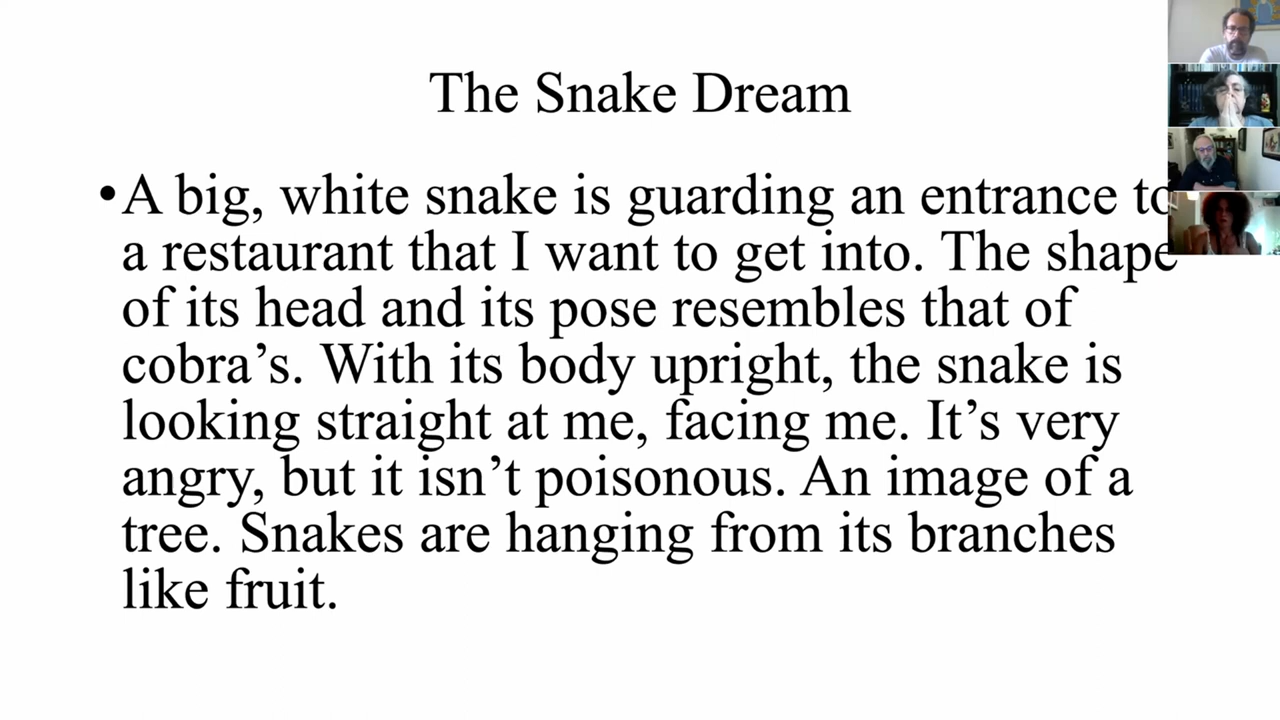 The Snake Dream
•A big, white snake is guarding an entrance to
a restaurant that I want to get into. The shape
of its head and its pose resembles that of
cobra’s. With its body upright, the snake is
looking straight at me, facing me. It’s very
angry, but it isn’t poisonous. An image of a
tree. Snakes are hanging from its branches
like fruit.